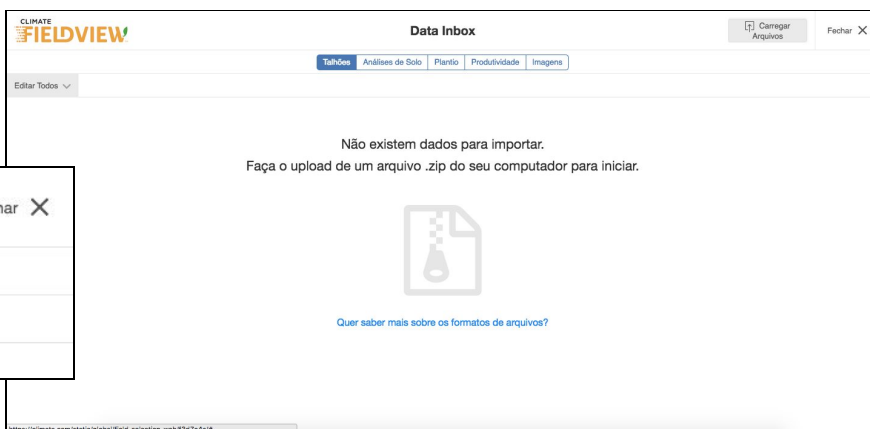 CLIMATE
FIELDVIEW
Data Inbox
Carregar
Arquivos
Fechar
Talhões Análises de Solo Plantio Produtividade Imagens
Editar Todos
Não existem dados para importar.
Faça o upload de um arquivo .zip do seu computador para iniciar.
Quer saber mais sobre os formatos de arquivos?